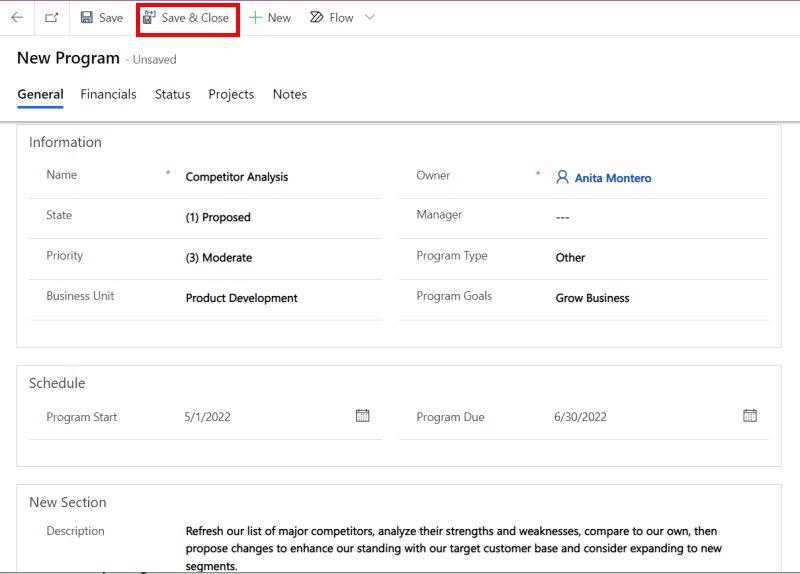 Save Save & Close New Flow
New Program - Unsaved
General Financials Status Projects Notes
Information
Name * Competitor Analysis Owner * Anita Montero
State (1) Proposed Manager ---
Priority (3) Moderate Program Type Other
Business Unit Product Development Program Goals Grow Business
Schedule
Program Start 5/1/2022 Program Due 6/30/2022
New Section
Description Refresh our list of major competitors, analyze their strengths and weaknesses, compare to our own, then
propose changes to enhance our standing with our target customer base and consider expanding to new
segments.